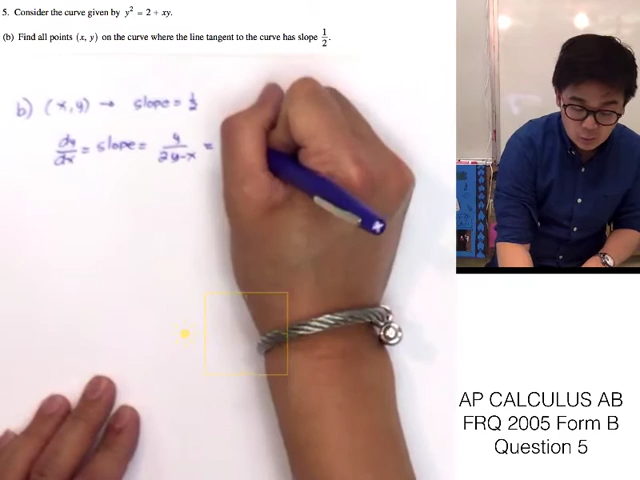 5. Consider the curve given by y² = 2 + xy.
(b) Find all points (x, y) on the curve where the line tangent to the curve has slope 1/2.
b) (x, y) → slope = 1/2
dy/dx = slope = y/(2y-x) =
AP CALCULUS AB
FRQ 2005 Form B
Question 5